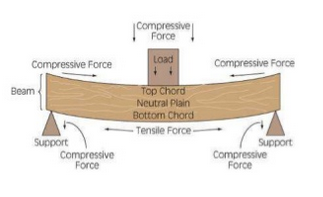 Compressive
Force
Load
Compressive Force
Compressive Force
Beam
Top Chord
Neutral Plain
Bottom Chord
Tensile Force
Support
Support
Compressive
Force
Compressive
Force